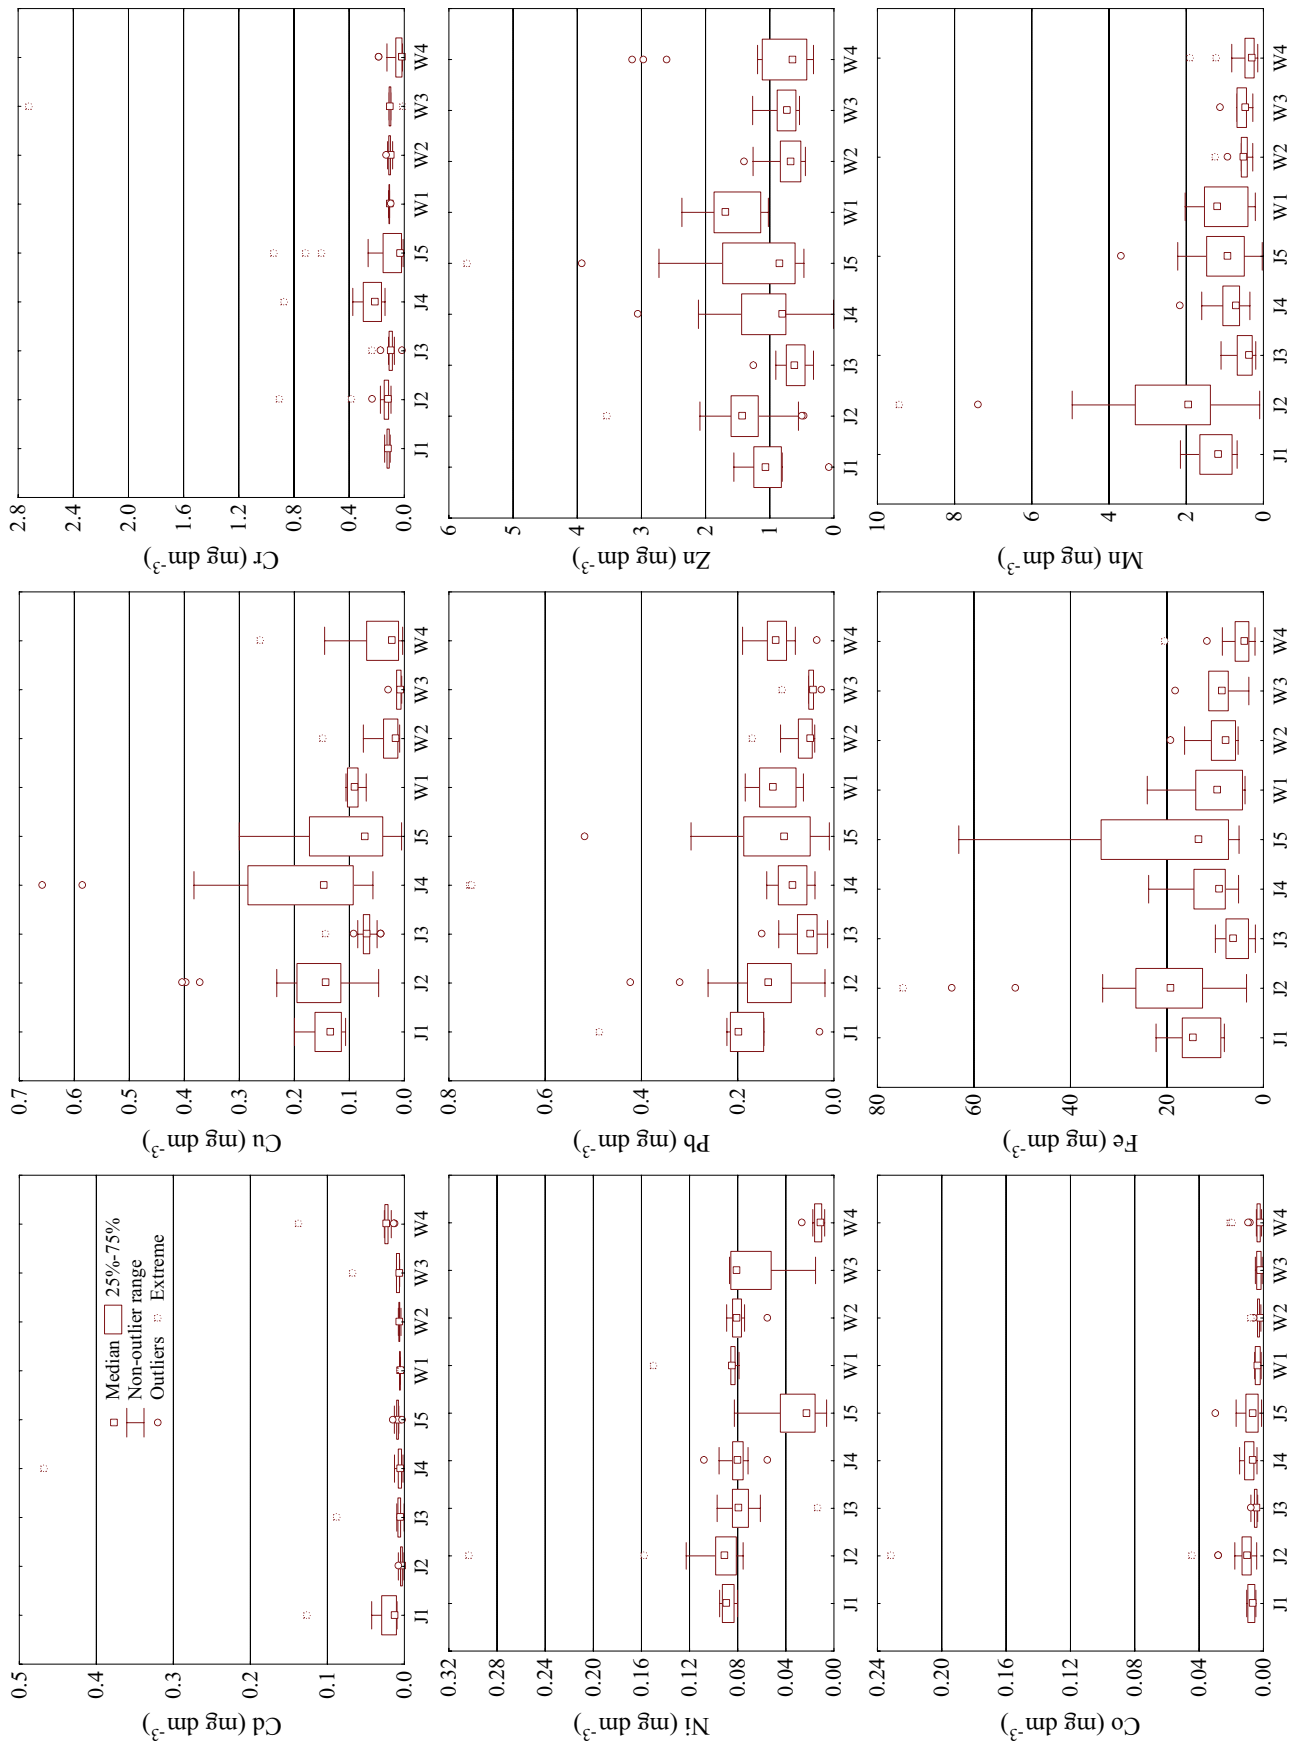 Cd (mg dm-3)
0.5
0.4
0.3
0.2
0.1
0.0
Median 25%-75%
Non-outlier range
Outliers Extreme
J1 J2 J3 J4 J5 W1 W2 W3 W4
Cu (mg dm-3)
0.7
0.6
0.5
0.4
0.3
0.2
0.1
0.0
J1 J2 J3 J4 J5 W1 W2 W3 W4
Cr (mg dm-3)
2.8
2.4
2.0
1.6
1.2
0.8
0.4
0.0
J1 J2 J3 J4 J5 W1 W2 W3 W4
Ni (mg dm-3)
0.32
0.28
0.24
0.20
0.16
0.12
0.08
0.04
0.00
J1 J2 J3 J4 J5 W1 W2 W3 W4
Pb (mg dm-3)
0.8
0.6
0.4
0.2
0.0
J1 J2 J3 J4 J5 W1 W2 W3 W4
Zn (mg dm-3)
6
5
4
3
2
1
0
J1 J2 J3 J4 J5 W1 W2 W3 W4
Co (mg dm-3)
0.24
0.20
0.16
0.12
0.08
0.04
0.00
J1 J2 J3 J4 J5 W1 W2 W3 W4
Fe (mg dm-3)
80
60
40
20
0
J1 J2 J3 J4 J5 W1 W2 W3 W4
Mn (mg dm-3)
10
8
6
4
2
0
J1 J2 J3 J4 J5 W1 W2 W3 W4